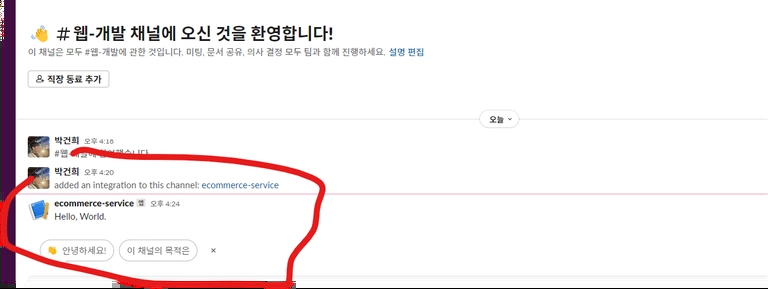 👋 # 웹-개발 채널에 오신 것을 환영합니다!
이 채널은 모두 #웹-개발에 관한 것입니다. 미팅, 문서 공유, 의사 결정 모두 팀과 함께 진행하세요. 설명 편집
직장 동료 추가
오늘
박건희 오후 4:18
박건희 오후 4:20
added an integration to this channel: ecommerce-service
ecommerce-service 앱 오후 4:24
Hello, World.
👋 안녕하세요! 이 채널의 목적은 ×